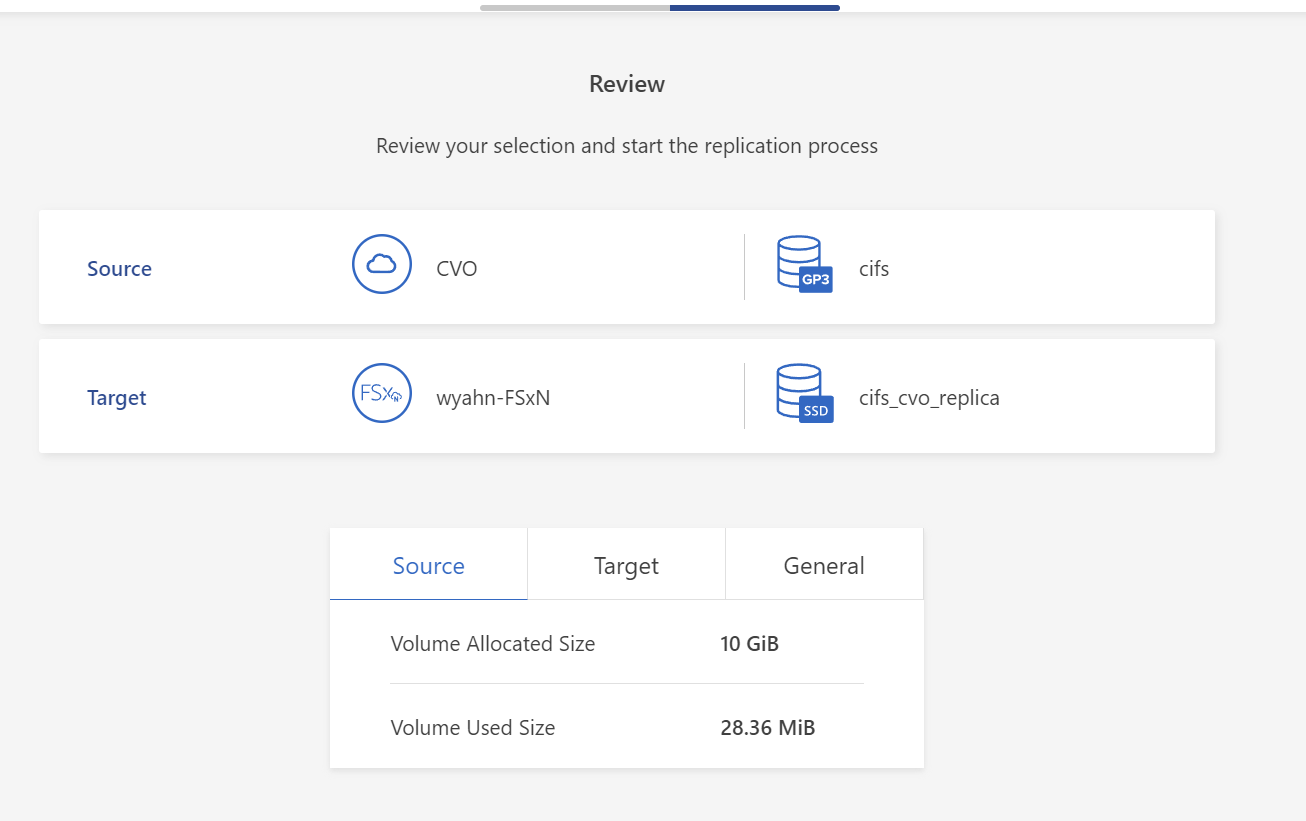 Review
Review your selection and start the replication process
Source CVO GP3 cifs
Target FSxN wyahn-FSxN SSD cifs_cvo_replica
Source Target General
Volume Allocated Size 10 GiB
Volume Used Size 28.36 MiB